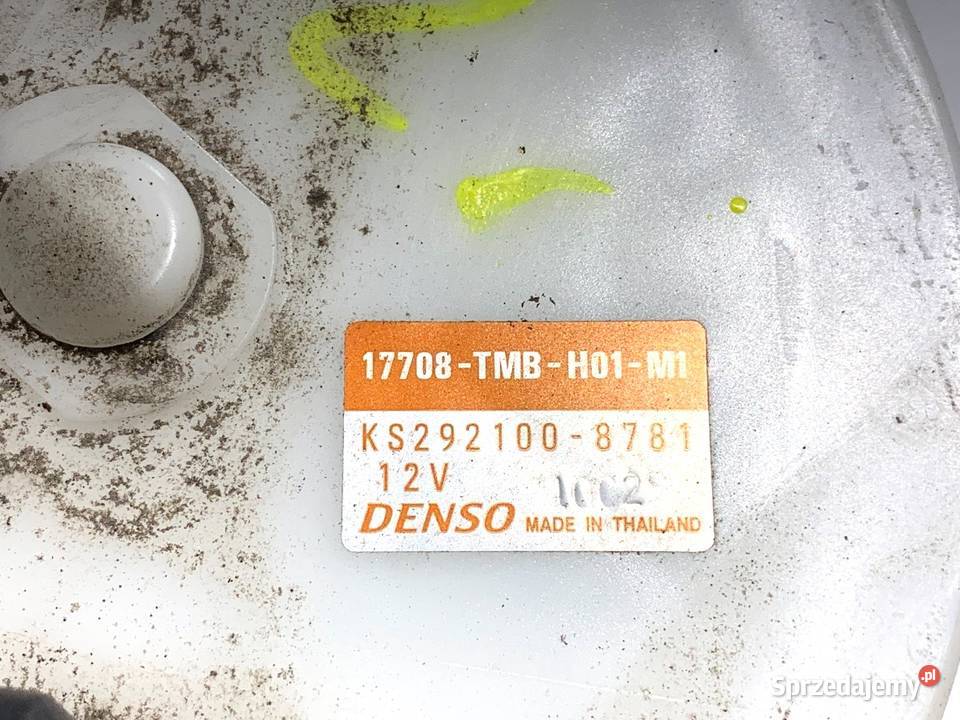 17708-TMB-H01-M1
KS292100-8781
12V
DENSO MADE IN THAILAND
Sprzedajemy.pl